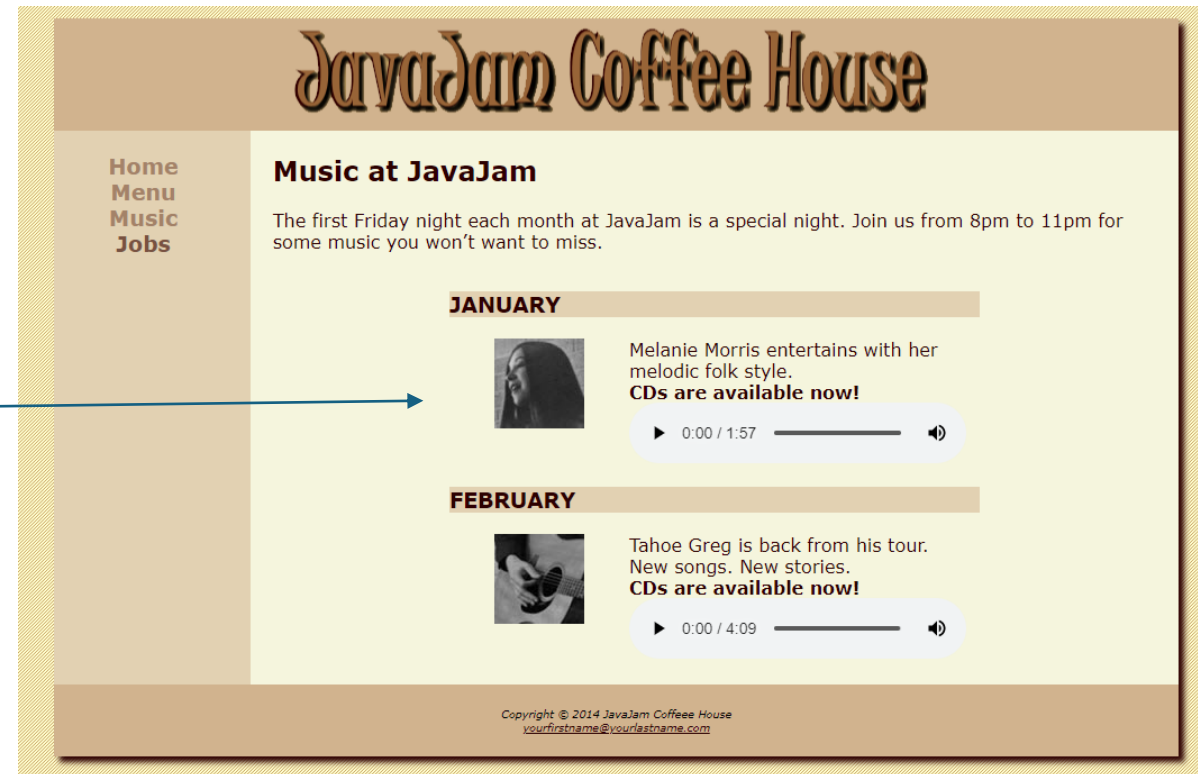 JavaJam Coffee House
Home
Menu
Music
Jobs
Music at JavaJam
The first Friday night each month at JavaJam is a special night. Join us from 8pm to 11pm for
some music you won’t want to miss.
JANUARY
Melanie Morris entertains with her
melodic folk style.
CDs are available now!
0:00 / 1:57
FEBRUARY
Tahoe Greg is back from his tour.
New songs. New stories.
CDs are available now!
0:00 / 4:09
Copyright © 2014 JavaJam Coffeee House
yourfirstname@yourlastname.com